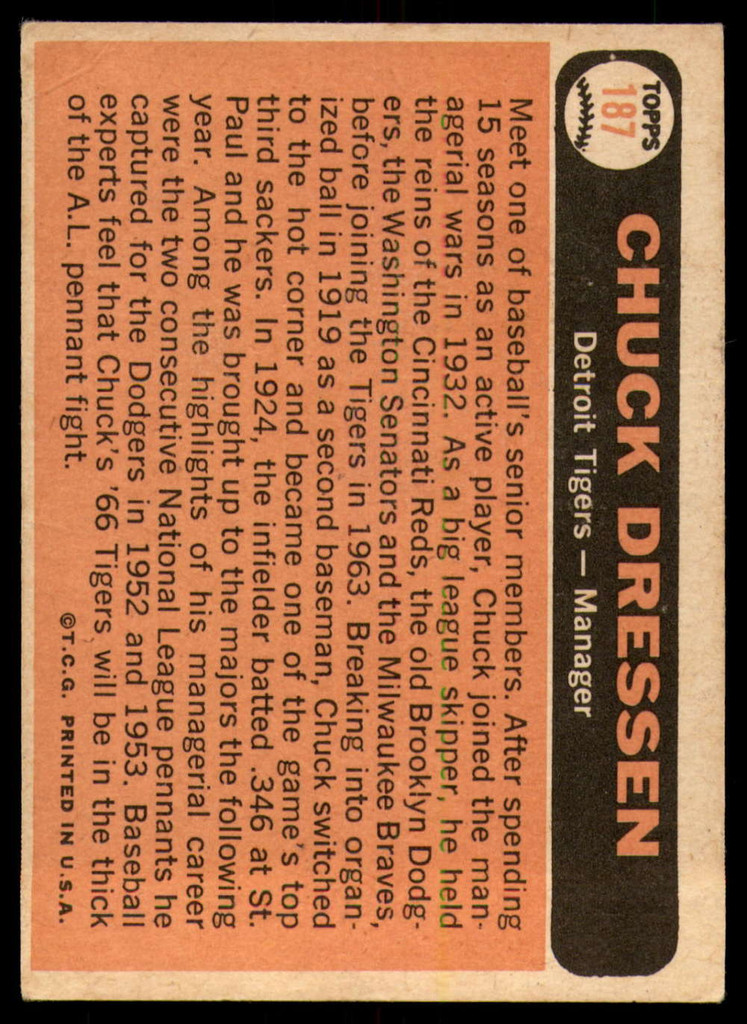 TOPPS
187
CHUCK DRESSEN
Detroit Tigers — Manager
Meet one of baseball's senior members. After spending
15 seasons as an active player, Chuck joined the man-
agerial wars in 1932. As a big league skipper, he held
the reins of the Cincinnati Reds, the old Brooklyn Dodg-
ers, the Washington Senators and the Milwaukee Braves,
before joining the Tigers in 1963. Breaking into organ-
ized ball in 1919 as a second baseman, Chuck switched
to the hot corner and became one of the game's top
third sackers. In 1924, the infielder batted .346 at St.
Paul and he was brought up to the majors the following
year. Among the highlights of his managerial career
were the two consecutive National League pennants he
captured for the Dodgers in 1952 and 1953. Baseball
experts feel that Chuck's '66 Tigers will be in the thick
of the A.L. pennant fight.
©T.C.G. PRINTED IN U.S.A.